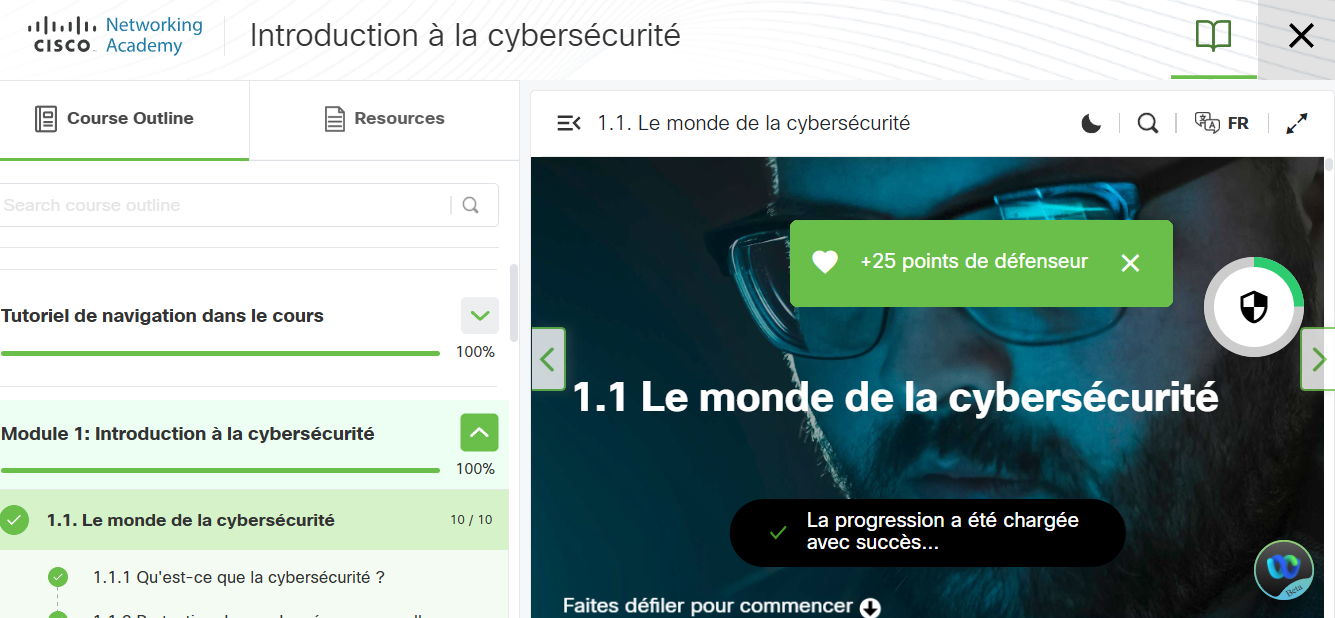 Networking
CISCO Academy
Introduction à la cybersécurité
Course Outline
Resources
Search course outline
Tutoriel de navigation dans le cours
100%
Module 1: Introduction à la cybersécurité
100%
1.1. Le monde de la cybersécurité
10 / 10
1.1.1 Qu'est-ce que la cybersécurité ?
1.1. Le monde de la cybersécurité
FR
+25 points de défenseur
1.1 Le monde de la cybersécurité
La progression a été chargée
avec succès...
Faites défiler pour commencer
Beta